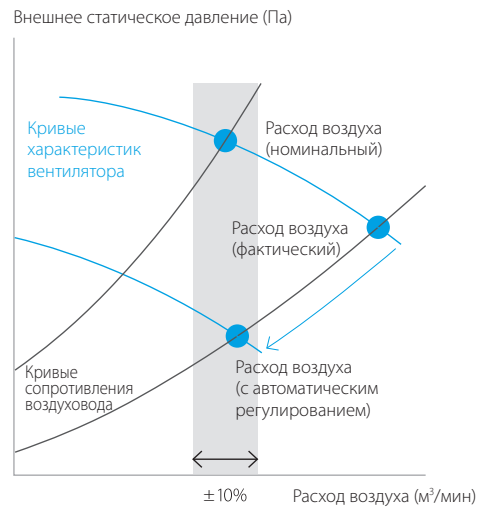 Внешнее статическое давление (Па)
Кривые
характеристик
вентилятора
Расход воздуха
(номинальный)
Расход воздуха
(фактический)
Кривые
сопротивления
воздуховода
Расход воздуха
(с автоматическим
регулированием)
±10%
Расход воздуха (м³/мин)